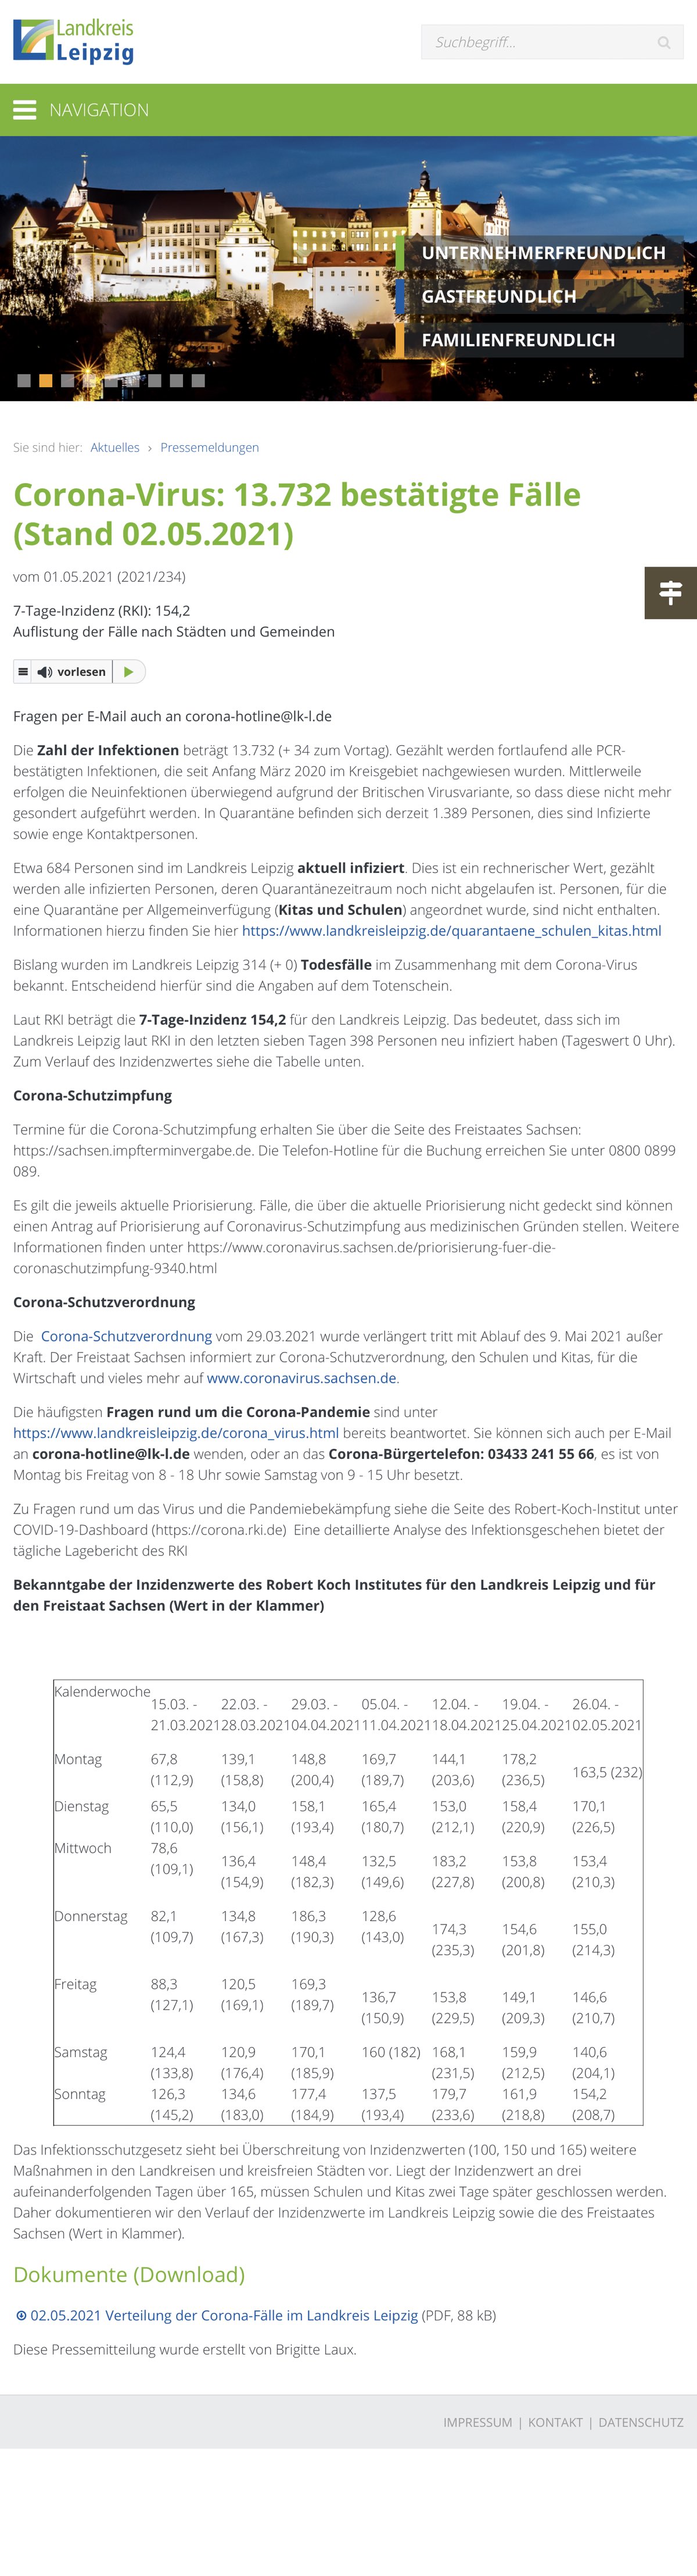 Landkreis
Leipzig
Suchbegriff...
NAVIGATION
UNTERNEHMERFREUNDLICH
GASTFREUNDLICH
FAMILIENFREUNDLICH
Sie sind hier: Aktuelles › Pressemeldungen
Corona-Virus: 13.732 bestätigte Fälle
(Stand 02.05.2021)
vom 01.05.2021 (2021/234)
7-Tage-Inzidenz (RKI): 154,2
Auflistung der Fälle nach Städten und Gemeinden
vorlesen
Fragen per E-Mail auch an corona-hotline@lk-l.de
Die Zahl der Infektionen beträgt 13.732 (+ 34 zum Vortag). Gezählt werden fortlaufend alle PCR-
bestätigten Infektionen, die seit Anfang März 2020 im Kreisgebiet nachgewiesen wurden. Mittlerweile
erfolgen die Neuinfektionen überwiegend aufgrund der Britischen Virusvariante, so dass diese nicht mehr
gesondert aufgeführt werden. In Quarantäne befinden sich derzeit 1.389 Personen, dies sind Infizierte
sowie enge Kontaktpersonen.
Etwa 684 Personen sind im Landkreis Leipzig aktuell infiziert. Dies ist ein rechnerischer Wert, gezählt
werden alle infizierten Personen, deren Quarantänezeitraum noch nicht abgelaufen ist. Personen, für die
eine Quarantäne per Allgemeinverfügung (Kitas und Schulen) angeordnet wurde, sind nicht enthalten.
Informationen hierzu finden Sie hier https://www.landkreisleipzig.de/quarantaene_schulen_kitas.html
Bislang wurden im Landkreis Leipzig 314 (+ 0) Todesfälle im Zusammenhang mit dem Corona-Virus
bekannt. Entscheidend hierfür sind die Angaben auf dem Totenschein.
Laut RKI beträgt die 7-Tage-Inzidenz 154,2 für den Landkreis Leipzig. Das bedeutet, dass sich im
Landkreis Leipzig laut RKI in den letzten sieben Tagen 398 Personen neu infiziert haben (Tageswert 0 Uhr).
Zum Verlauf des Inzidenzwertes siehe die Tabelle unten.
Corona-Schutzimpfung
Termine für die Corona-Schutzimpfung erhalten Sie über die Seite des Freistaates Sachsen:
https://sachsen.impfterminvergabe.de. Die Telefon-Hotline für die Buchung erreichen Sie unter 0800 0899
089.
Es gilt die jeweils aktuelle Priorisierung. Fälle, die über die aktuelle Priorisierung nicht gedeckt sind können
einen Antrag auf Priorisierung auf Coronavirus-Schutzimpfung aus medizinischen Gründen stellen. Weitere
Informationen finden unter https://www.coronavirus.sachsen.de/priorisierung-fuer-die-
coronaschutzimpfung-9340.html
Corona-Schutzverordnung
Die Corona-Schutzverordnung vom 29.03.2021 wurde verlängert tritt mit Ablauf des 9. Mai 2021 außer
Kraft. Der Freistaat Sachsen informiert zur Corona-Schutzverordnung, den Schulen und Kitas, für die
Wirtschaft und vieles mehr auf www.coronavirus.sachsen.de.
Die häufigsten Fragen rund um die Corona-Pandemie sind unter
https://www.landkreisleipzig.de/corona_virus.html bereits beantwortet. Sie können sich auch per E-Mail
an corona-hotline@lk-l.de wenden, oder an das Corona-Bürgertelefon: 03433 241 55 66, es ist von
Montag bis Freitag von 8 - 18 Uhr sowie Samstag von 9 - 15 Uhr besetzt.
Zu Fragen rund um das Virus und die Pandemiebekämpfung siehe die Seite des Robert-Koch-Institut unter
COVID-19-Dashboard (https://corona.rki.de) Eine detaillierte Analyse des Infektionsgeschehen bietet der
tägliche Lagebericht des RKI
Bekanntgabe der Inzidenzwerte des Robert Koch Institutes für den Landkreis Leipzig und für
den Freistaat Sachsen (Wert in der Klammer)
Kalenderwoche 15.03. - 22.03. - 29.03. - 05.04. - 12.04. - 19.04. - 26.04. -
21.03.2021 28.03.2021 04.04.2021 11.04.2021 18.04.2021 25.04.2021 02.05.2021
Montag 67,8 139,1 148,8 169,7 144,1 178,2 163,5 (232)
(112,9) (158,8) (200,4) (189,7) (203,6) (236,5)
Dienstag 65,5 134,0 158,1 165,4 153,0 158,4 170,1
(110,0) (156,1) (193,4) (180,7) (212,1) (220,9) (226,5)
Mittwoch 78,6 136,4 148,4 132,5 183,2 153,8 153,4
(109,1) (154,9) (182,3) (149,6) (227,8) (200,8) (210,3)
Donnerstag 82,1 134,8 186,3 128,6 174,3 154,6 155,0
(109,7) (167,3) (190,3) (143,0) (235,3) (201,8) (214,3)
Freitag 88,3 120,5 169,3 136,7 153,8 149,1 146,6
(127,1) (169,1) (189,7) (150,9) (229,5) (209,3) (210,7)
Samstag 124,4 120,9 170,1 160 (182) 168,1 159,9 140,6
(133,8) (176,4) (185,9) (231,5) (212,5) (204,1)
Sonntag 126,3 134,6 177,4 137,5 179,7 161,9 154,2
(145,2) (183,0) (184,9) (193,4) (233,6) (218,8) (208,7)
Das Infektionsschutzgesetz sieht bei Überschreitung von Inzidenzwerten (100, 150 und 165) weitere
Maßnahmen in den Landkreisen und kreisfreien Städten vor. Liegt der Inzidenzwert an drei
aufeinanderfolgenden Tagen über 165, müssen Schulen und Kitas zwei Tage später geschlossen werden.
Daher dokumentieren wir den Verlauf der Inzidenzwerte im Landkreis Leipzig sowie die des Freistaates
Sachsen (Wert in Klammer).
Dokumente (Download)
02.05.2021 Verteilung der Corona-Fälle im Landkreis Leipzig (PDF, 88 kB)
Diese Pressemitteilung wurde erstellt von Brigitte Laux.
IMPRESSUM | KONTAKT | DATENSCHUTZ